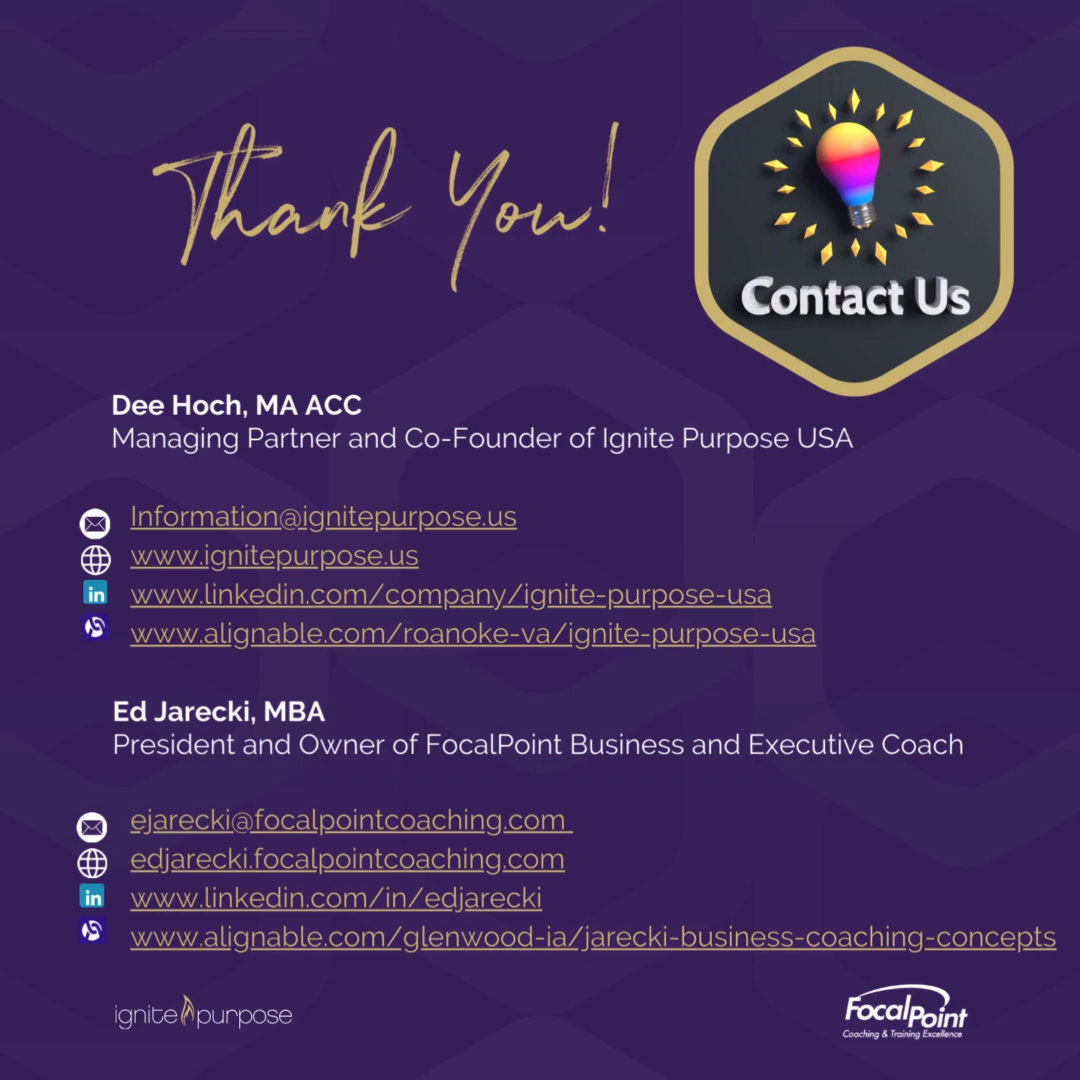 Thank You!
Contact Us
Dee Hoch, MA ACC
Managing Partner and Co-Founder of Ignite Purpose USA
Information@ignitepurpose.us
www.ignitepurpose.us
in
www.linkedin.com/company/ignite-purpose-usa
www.alignable.com/roanoke-va/ignite-purpose-usa
Ed Jarecki, MBA
President and Owner of FocalPoint Business and Executive Coach
ejarecki@focalpointcoaching.com
edjarecki.focalpointcoaching.com
in
www.linkedin.com/in/edjarecki
www.alignable.com/glenwood-ia/jarecki-business-coaching-concepts
ignite purpose
FocalPoint
Coaching & Training Excellence